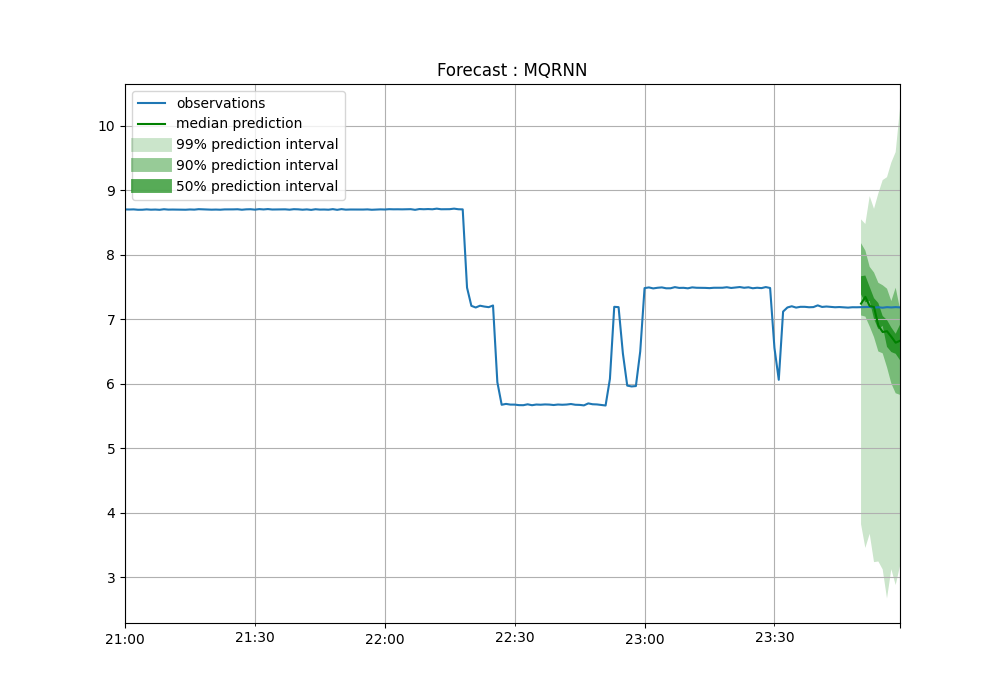 Forecast : MQRNN
observations
median prediction
99% prediction interval
90% prediction interval
50% prediction interval
10
9
8
7
6
5
4
3
21:00
21:30
22:00
22:30
23:00
23:30